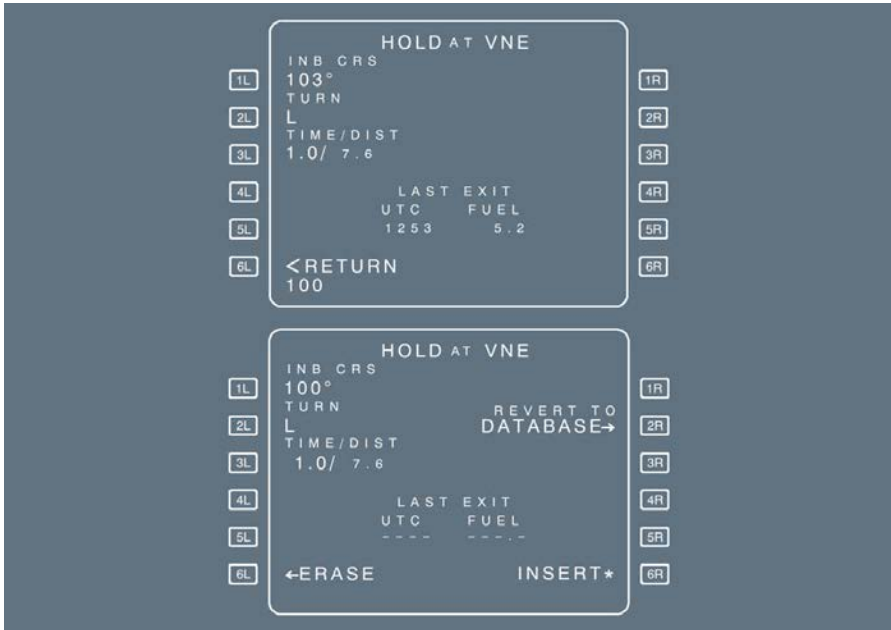 HOLD AT VNE
INB CRS
1L 103° 1R
TURN
2L L 2R
TIME/DIST
3L 1.0/ 7.6 3R
4L LAST EXIT 4R
UTC FUEL
5L 1253 5.2 5R
6L <RETURN 6R
100
HOLD AT VNE
INB CRS
1L 100° 1R
TURN REVERT TO
2L L DATABASE→ 2R
TIME/DIST
3L 1.0/ 7.6 3R
4L LAST EXIT 4R
UTC FUEL
5L ---- ---.- 5R
6L ←ERASE INSERT* 6R